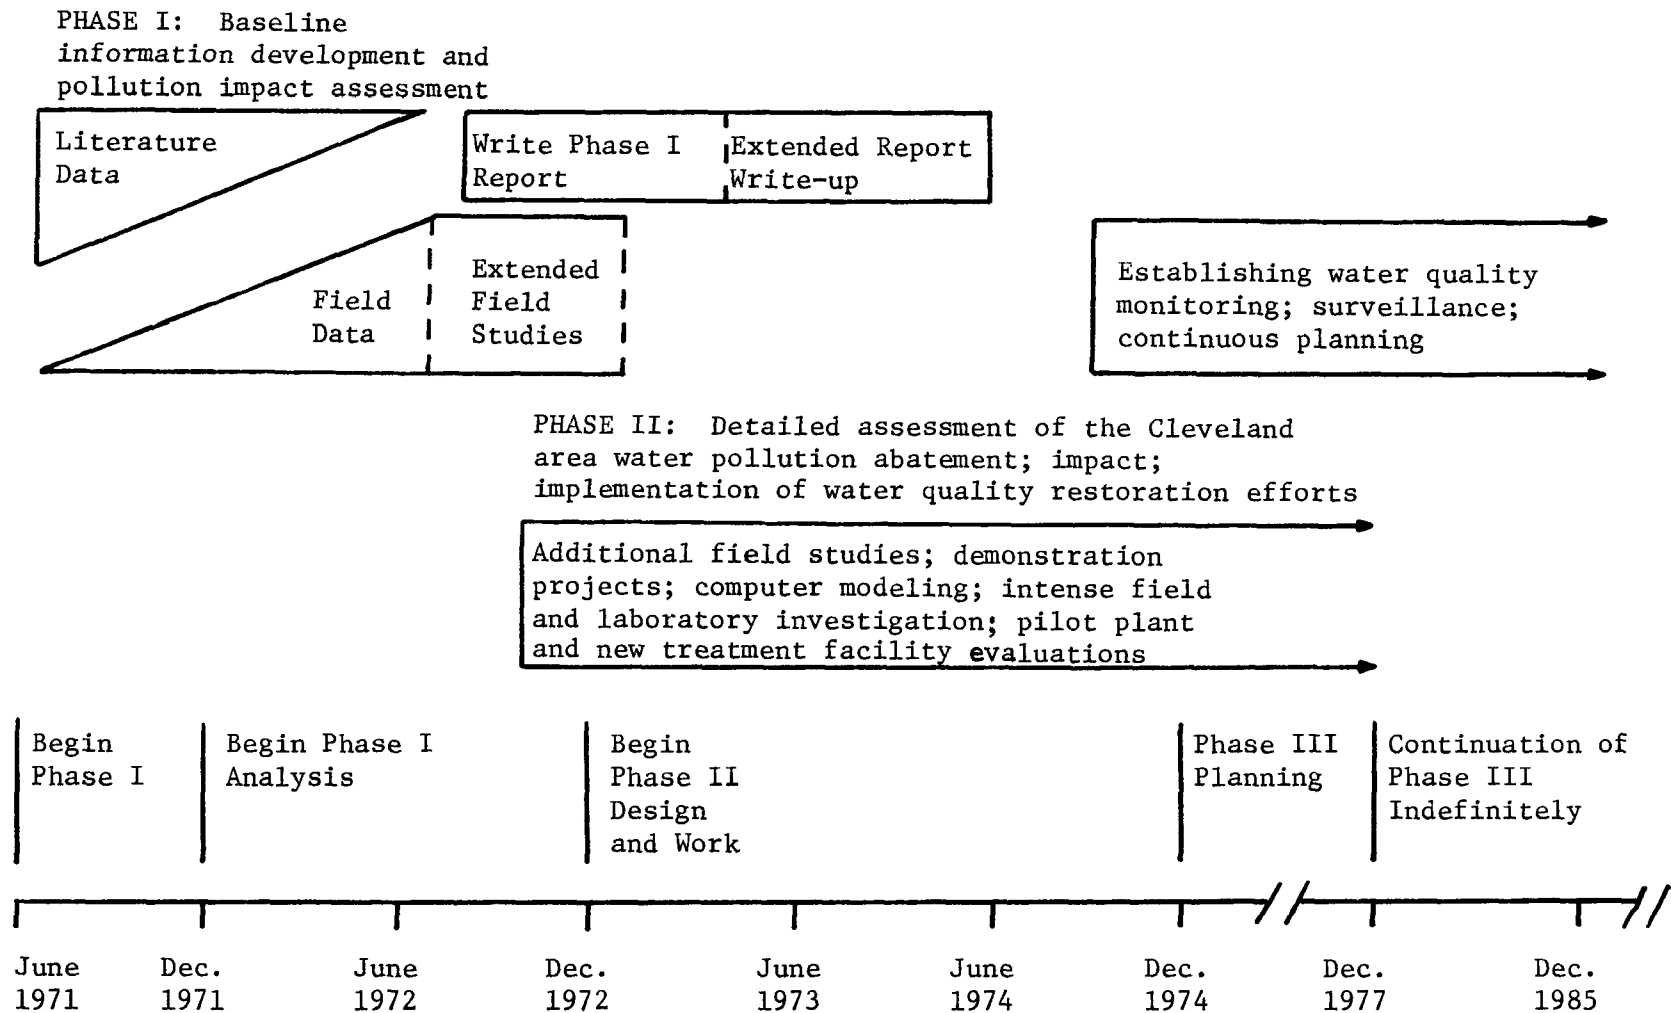 PHASE I: Baseline
information development and
pollution impact assessment
Literature
Data
Write Phase I
Report
Extended Report
Write-up
Field
Data
Extended
Field
Studies
Establishing water quality
monitoring; surveillance;
continuous planning
PHASE II: Detailed assessment of the Cleveland
area water pollution abatement; impact;
implementation of water quality restoration efforts
Additional field studies; demonstration
projects; computer modeling; intense field
and laboratory investigation; pilot plant
and new treatment facility evaluations
Begin
Phase I
Begin Phase I
Analysis
Begin
Phase II
Design
and Work
Phase III
Planning
Continuation of
Phase III
Indefinitely
June
1971
Dec.
1971
June
1972
Dec.
1972
June
1973
June
1974
Dec.
1974
Dec.
1977
Dec.
1985